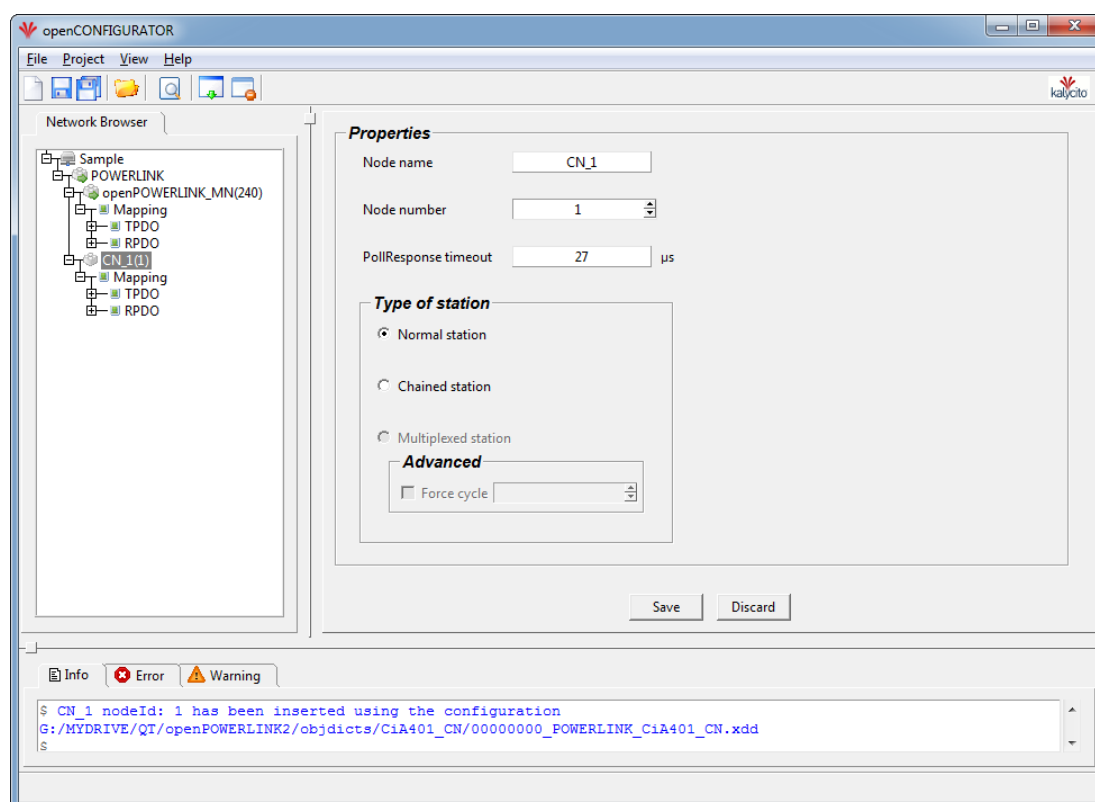 openCONFIGURATOR
File Project View Help
kalycito
Network Browser
Sample
POWERLINK
openPOWERLINK_MN(240)
Mapping
TPDO
RPDO
CN_1(1)
Mapping
TPDO
RPDO
Properties
Node name CN_1
Node number 1
PollResponse timeout 27 µs
Type of station
Normal station
Chained station
Multiplexed station
Advanced
Force cycle
Save Discard
Info Error Warning
$ CN_1 nodeId: 1 has been inserted using the configuration
G:/MYDRIVE/QT/openPOWERLINK2/objdicts/CiA401_CN/00000000_POWERLINK_CiA401_CN.xdd
$